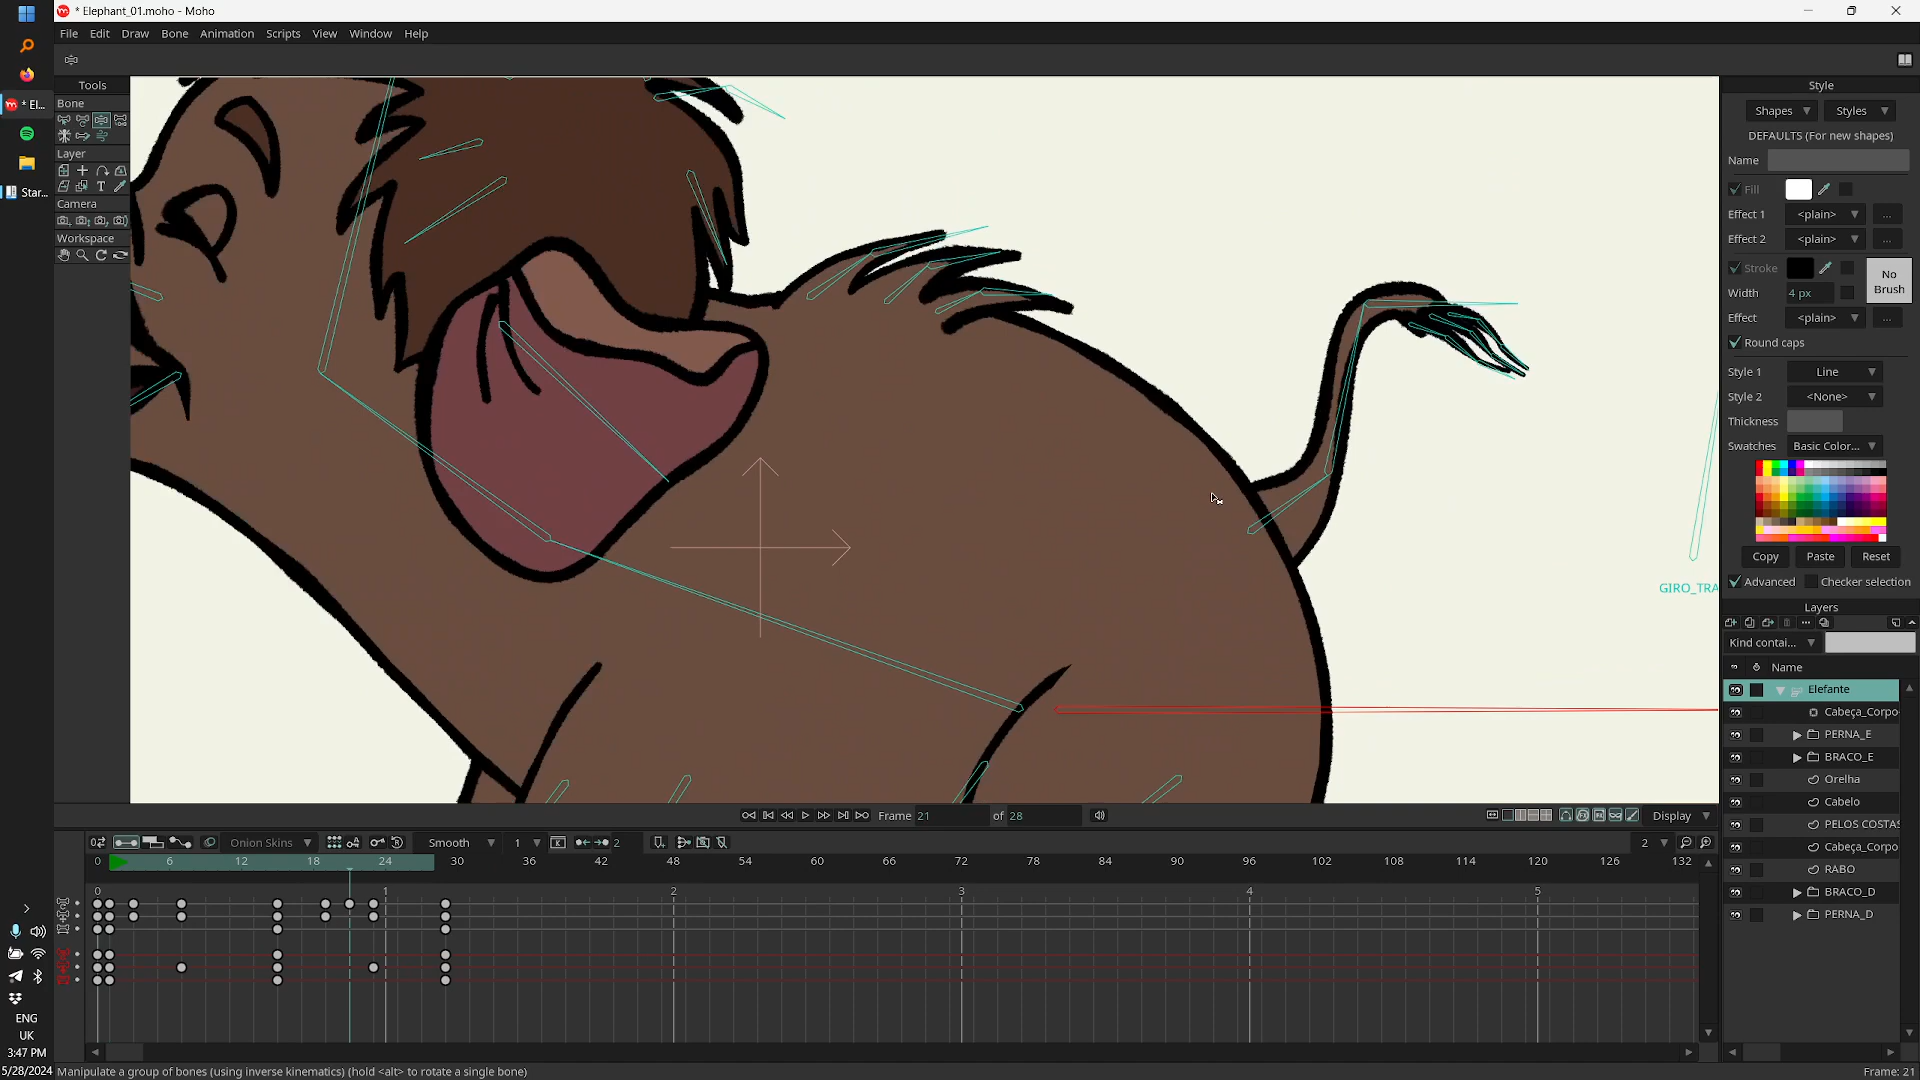 * Elephant_01.moho - Moho
File Edit Draw Bone Animation Scripts View Window Help
Tools
Bone
Layer
Camera
Workspace
* El...
Star...
ENG
UK
3:47 PM
5/28/2024
GIRO_TRA
Style
Shapes Styles
DEFAULTS (For new shapes)
Name
Fill
Effect 1 <plain> ...
Effect 2 <plain> ...
Stroke
No Brush
Width 4 px
Effect <plain> ...
Round caps
Style 1 Line
Style 2 <None>
Thickness
Swatches Basic Color...
Copy Paste Reset
Advanced Checker selection
Layers
Kind contai...
Name
Elefante
Cabeça_Corpo
PERNA_E
BRACO_E
Orelha
Cabelo
PELOS COSTAS
Cabeça_Corpo
RABO
BRACO_D
PERNA_D
Frame 21 of 28
Display
Onion Skins Smooth 1 2 2
0 6 12 18 24 30 36 42 48 54 60 66 72 78 84 90 96 102 108 114 120 126 132
0 1 2 3 4 5
Manipulate a group of bones (using inverse kinematics) (hold <alt> to rotate a single bone)
Frame: 21